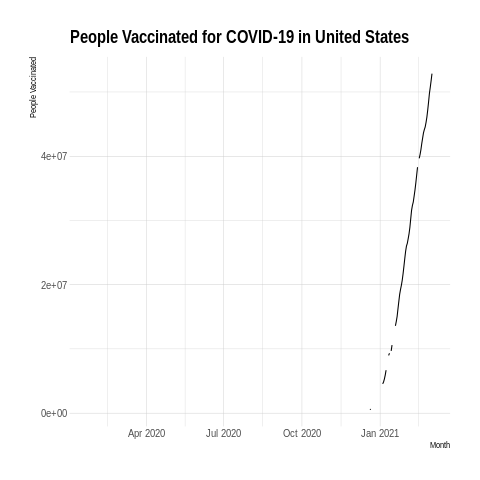 People Vaccinated for COVID-19 in United States
People Vaccinated
4e+07
2e+07
0e+00
Apr 2020 Jul 2020 Oct 2020 Jan 2021
Month